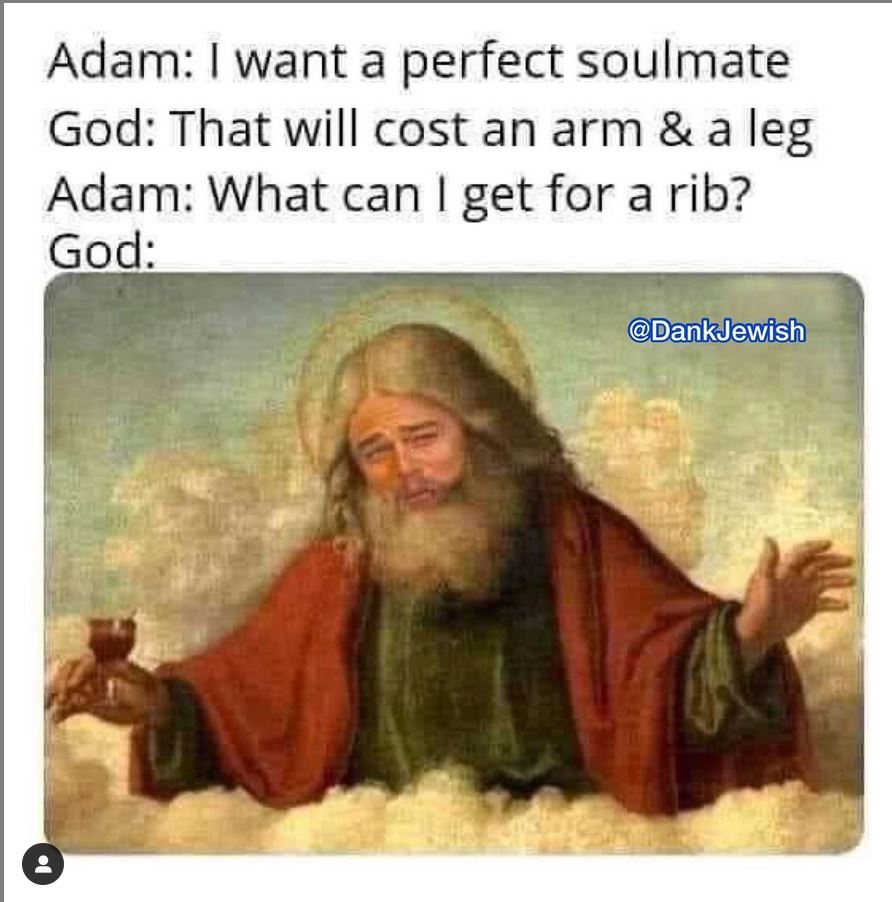 Adam: I want a perfect soulmate
God: That will cost an arm & a leg
Adam: What can I get for a rib?
God:
@DankJewish